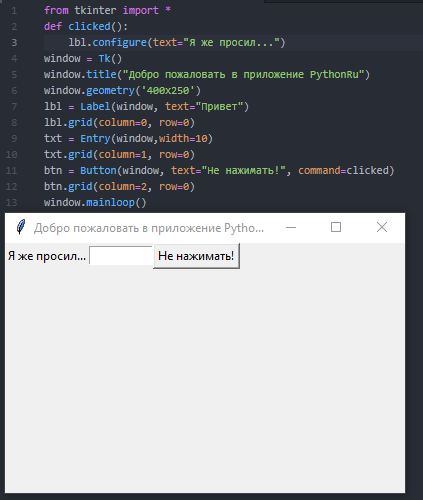 1 from tkinter import *
2 def clicked():
3     lbl.configure(text="Я же просил...")
4 window = Tk()
5 window.title("Добро пожаловать в приложение PythonRu")
6 window.geometry('400x250')
7 lbl = Label(window, text="Привет")
8 lbl.grid(column=0, row=0)
9 txt = Entry(window,width=10)
10 txt.grid(column=1, row=0)
11 btn = Button(window, text="Не нажимать!", command=clicked)
12 btn.grid(column=2, row=0)
13 window.mainloop()
Добро пожаловать в приложение Pytho...
Я же просил... Не нажимать!